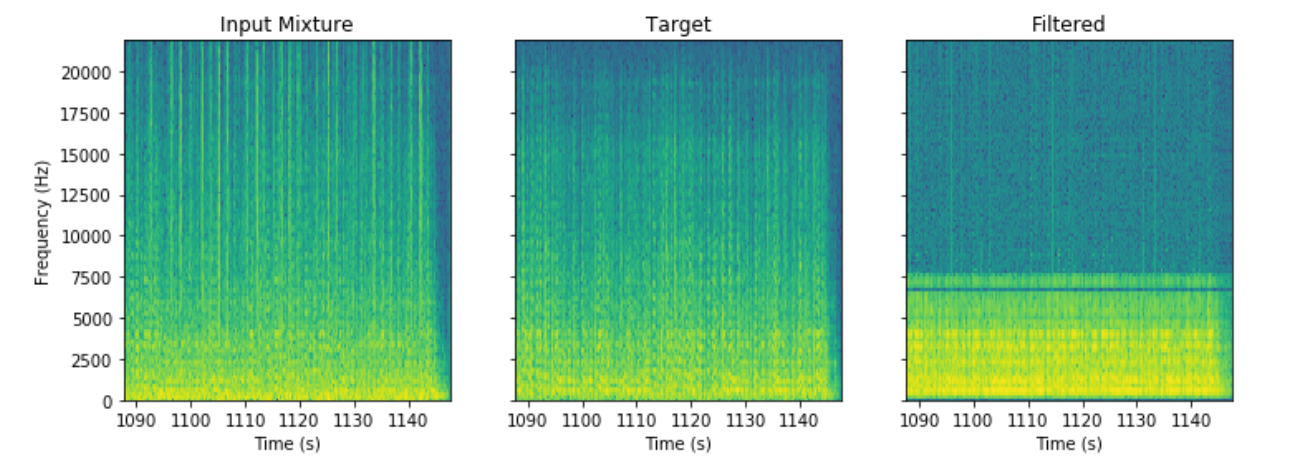 Input Mixture Target Filtered
20000
17500
15000
12500
10000
7500
5000
2500
0
Frequency (Hz)
1090 1100 1110 1120 1130 1140 1090 1100 1110 1120 1130 1140 1090 1100 1110 1120 1130 1140
Time (s) Time (s) Time (s)